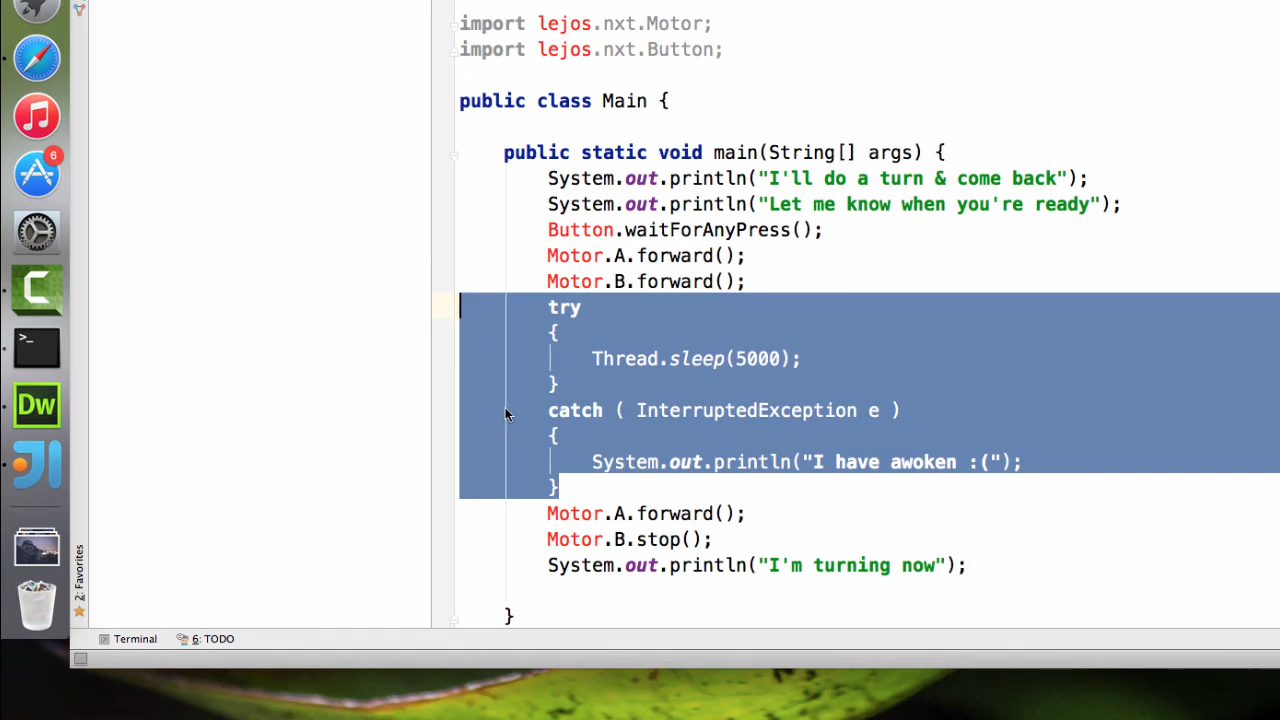 import lejos.nxt.Motor;
import lejos.nxt.Button;
public class Main {
public static void main(String[] args) {
System.out.println("I'll do a turn & come back");
System.out.println("Let me know when you're ready");
Button.waitForAnyPress();
Motor.A.forward();
Motor.B.forward();
try
{
Thread.sleep(5000);
}
catch ( InterruptedException e )
{
System.out.println("I have awoken :(");
}
Motor.A.forward();
Motor.B.stop();
System.out.println("I'm turning now");
}
6
C
>_
Dw
2: Favorites
Terminal
6: TODO